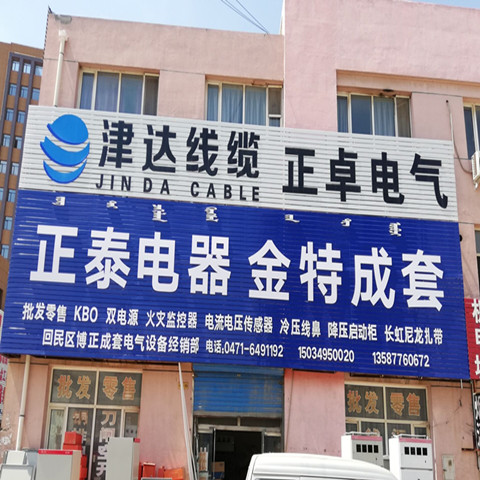 津达线缆 正卓电气
JINDA CABLE
正泰电器 金特成套
批发零售 KBO 双电源 火灾监控器 电流电压传感器 冷压线鼻 降压启动柜 长虹尼龙扎带
回民区博正成套电气设备经销部 电话:0471-6491192 15034950020 13587760672
批发 零售
批发 零售